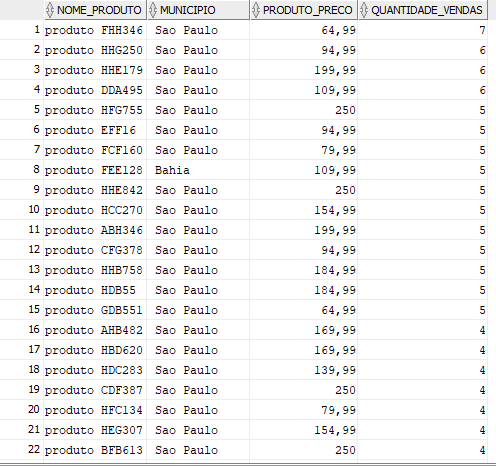 NOME_PRODUTO MUNICIPIO PRODUTO_PRECO QUANTIDADE_VENDAS
1 produto FHH346 Sao Paulo 64,99 7
2 produto HHG250 Sao Paulo 94,99 6
3 produto HHE179 Sao Paulo 199,99 6
4 produto DDA495 Sao Paulo 109,99 6
5 produto HFG755 Sao Paulo 250 5
6 produto EFF16 Sao Paulo 94,99 5
7 produto FCF160 Sao Paulo 79,99 5
8 produto FEE128 Bahia 109,99 5
9 produto HHE842 Sao Paulo 250 5
10 produto HCC270 Sao Paulo 154,99 5
11 produto ABH346 Sao Paulo 199,99 5
12 produto CFG378 Sao Paulo 94,99 5
13 produto HHB758 Sao Paulo 184,99 5
14 produto HDB55 Sao Paulo 184,99 5
15 produto GDB551 Sao Paulo 64,99 5
16 produto AHB482 Sao Paulo 169,99 4
17 produto HBD620 Sao Paulo 169,99 4
18 produto HDC283 Sao Paulo 139,99 4
19 produto CDF387 Sao Paulo 250 4
20 produto HFC134 Sao Paulo 79,99 4
21 produto HEG307 Sao Paulo 154,99 4
22 produto BFB613 Sao Paulo 250 4